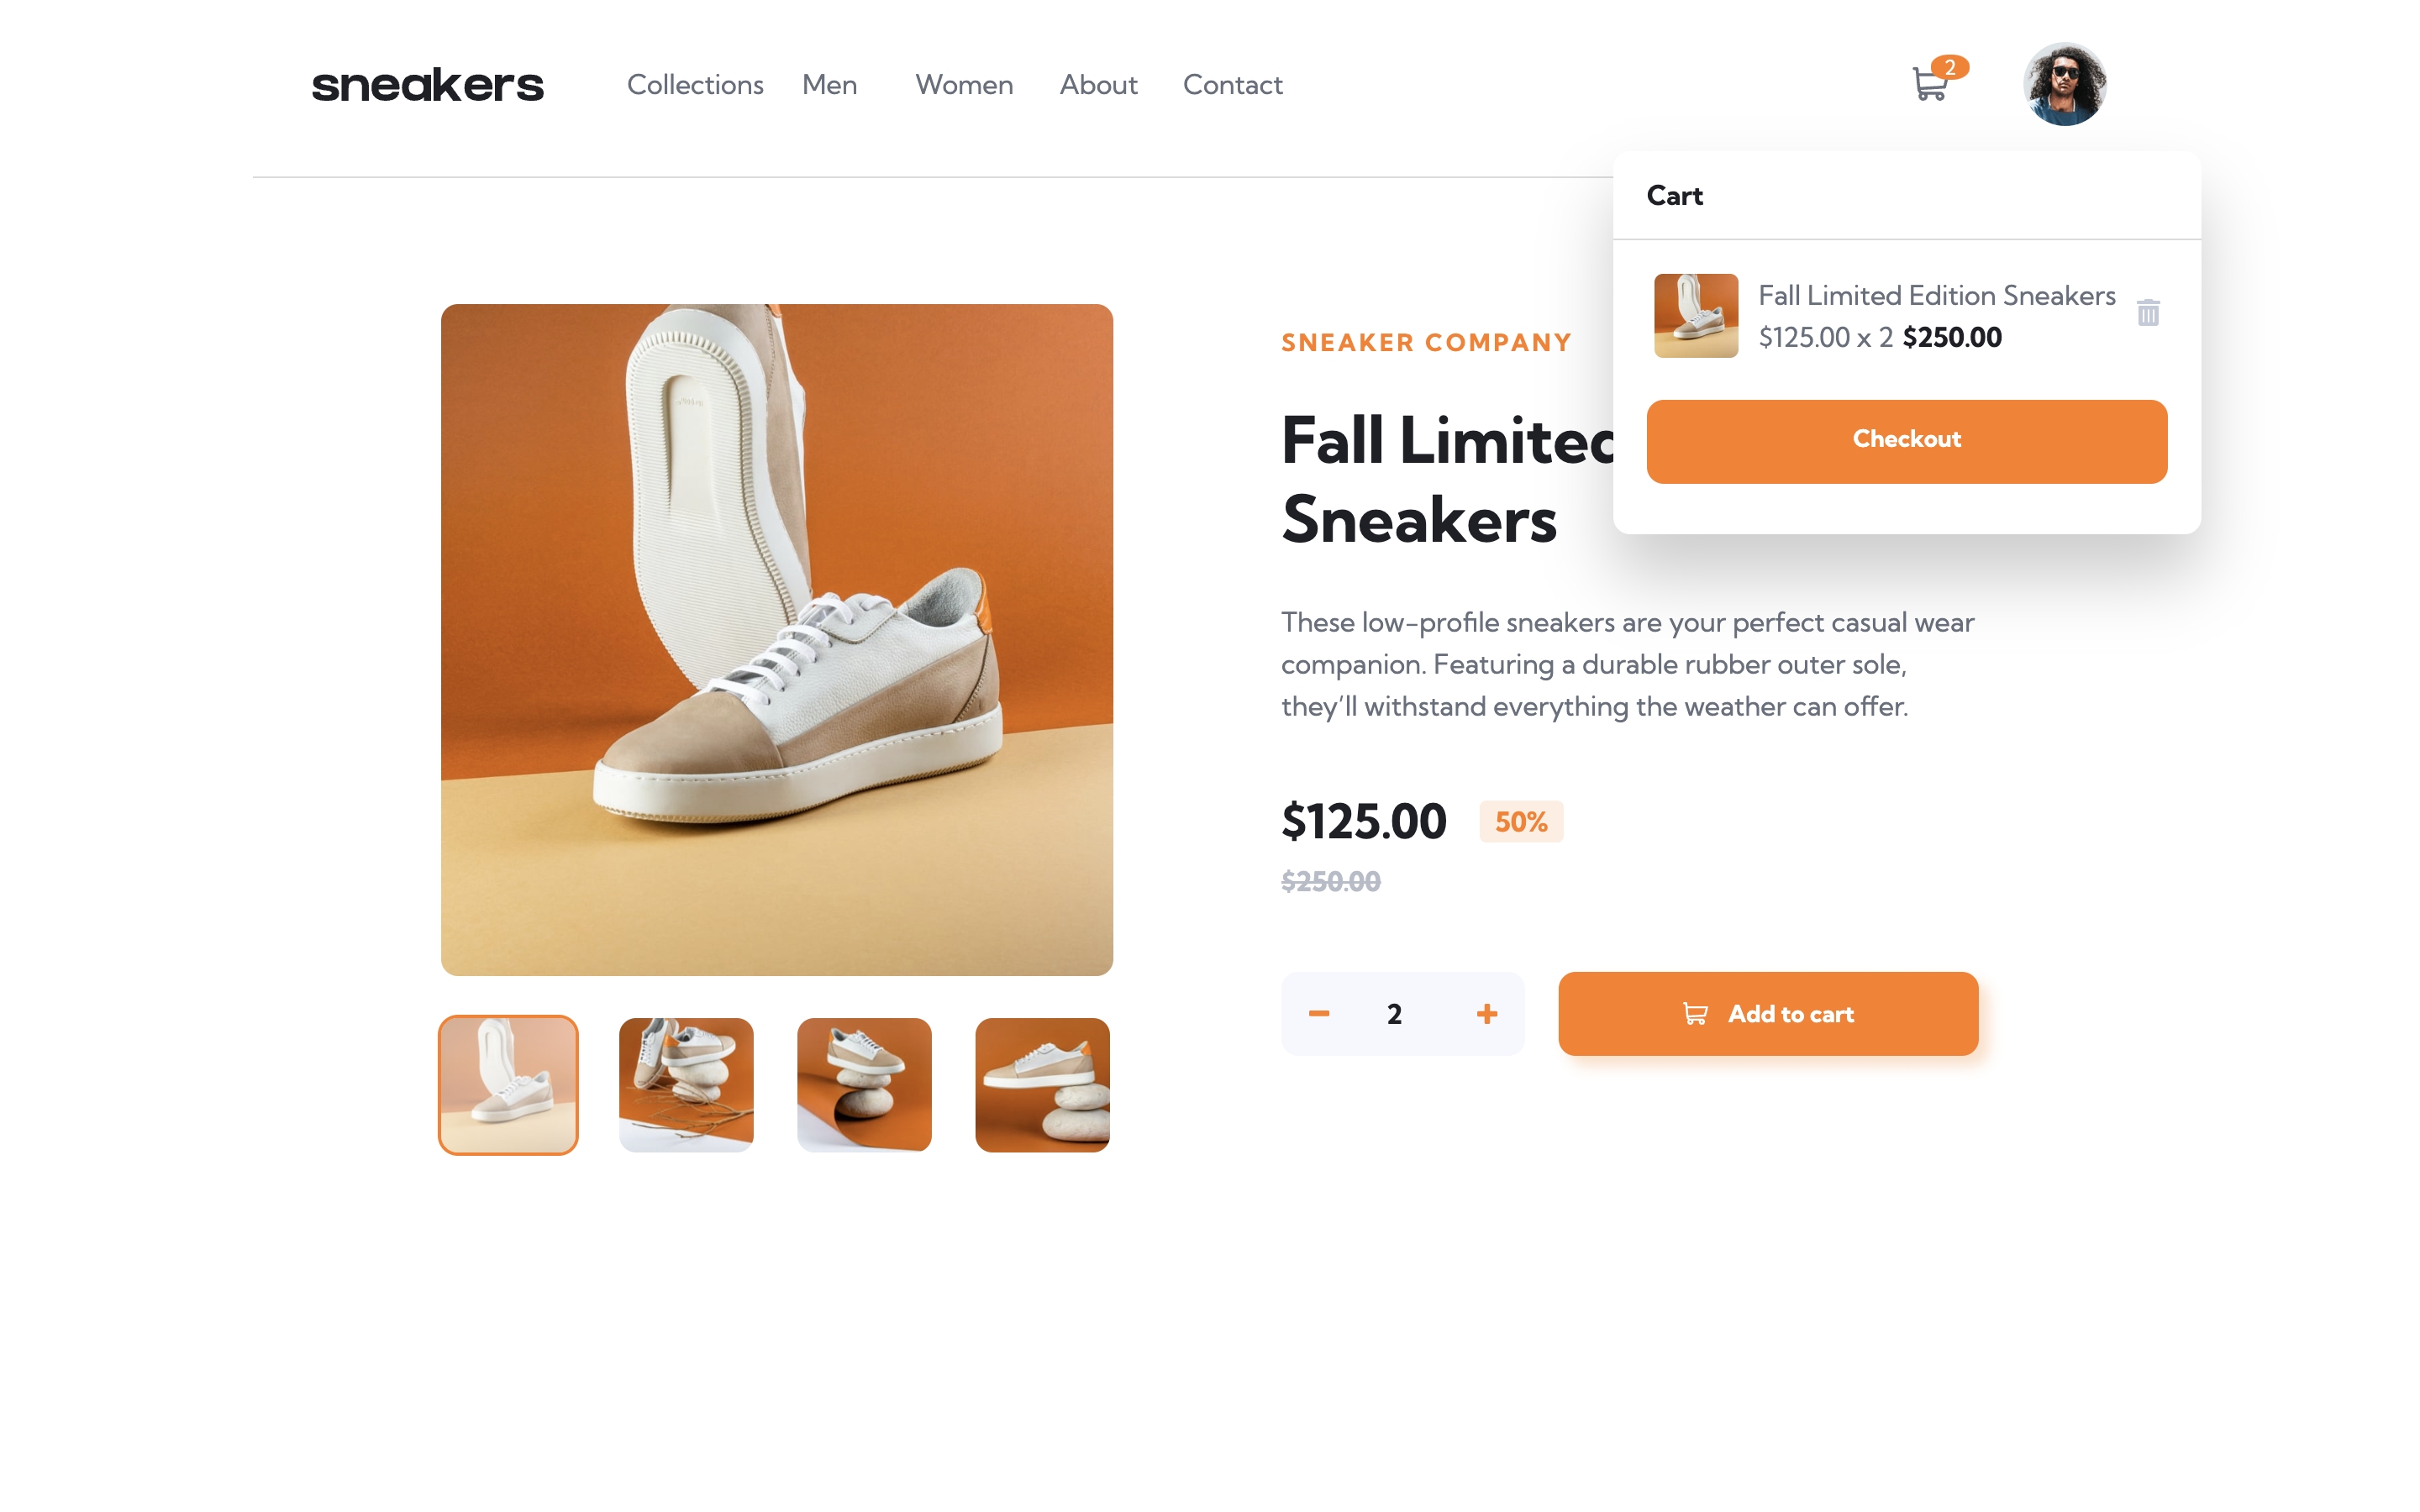 sneakers
Collections Men Women About Contact
2
Cart
Fall Limited Edition Sneakers
$125.00 x 2 $250.00
Checkout
SNEAKER COMPANY
Fall Limited
Sneakers
These low-profile sneakers are your perfect casual wear
companion. Featuring a durable rubber outer sole,
they’ll withstand everything the weather can offer.
$125.00 50%
$250.00
2
Add to cart